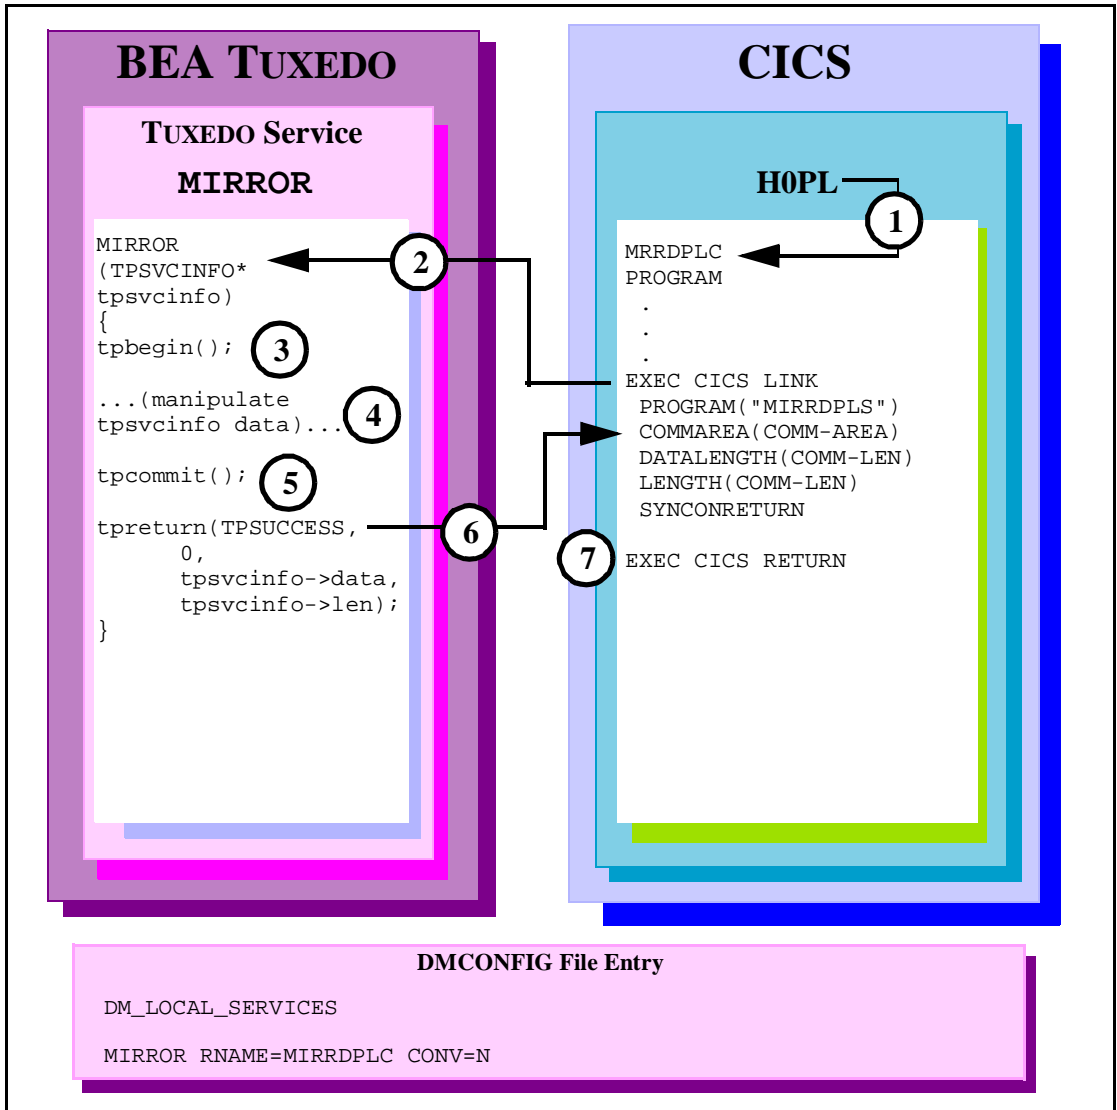 BEA TUXEDO
TUXEDO Service
MIRROR
MIRROR
(TPSVCINFO*
tpsvcinfo)
{
tpbegin();
...(manipulate
tpsvcinfo data)...
tpcommit();
tpreturn(TPSUCCESS,
0,
tpsvcinfo->data,
tpsvcinfo->len);
}
2
3
4
5
6
CICS
H0PL
1
MRRDPLC
PROGRAM
.
.
.
EXEC CICS LINK
PROGRAM("MIRRDPLS")
COMMAREA(COMM-AREA)
DATALENGTH(COMM-LEN)
LENGTH(COMM-LEN)
SYNCONRETURN
7
EXEC CICS RETURN
DMCONFIG File Entry
DM_LOCAL_SERVICES
MIRROR RNAME=MIRRDPLC CONV=N